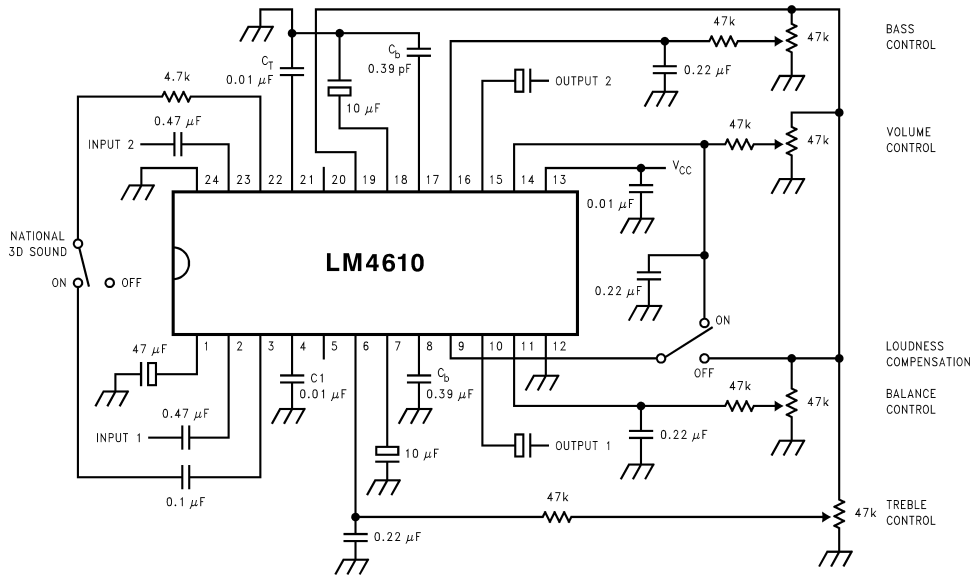 47k
BASS
CONTROL
47k
C_b
0.39 pF
C_T
0.01 µF
0.22 µF
OUTPUT 2
4.7k
10 µF
0.47 µF
47k
VOLUME
CONTROL
47k
INPUT 2
V_CC
24 23 22 21 20 19 18 17 16 15 14 13
0.01 µF
NATIONAL
3D SOUND
LM4610
ON
OFF
0.22 µF
ON
1 2 3 4 5 6 7 8 9 10 11 12
LOUDNESS
COMPENSATION
OFF
47 µF
C1
0.01 µF
C_b
0.39 µF
47k
BALANCE
CONTROL
47k
0.47 µF
INPUT 1
0.22 µF
OUTPUT 1
10 µF
0.1 µF
47k
TREBLE
CONTROL
47k
0.22 µF